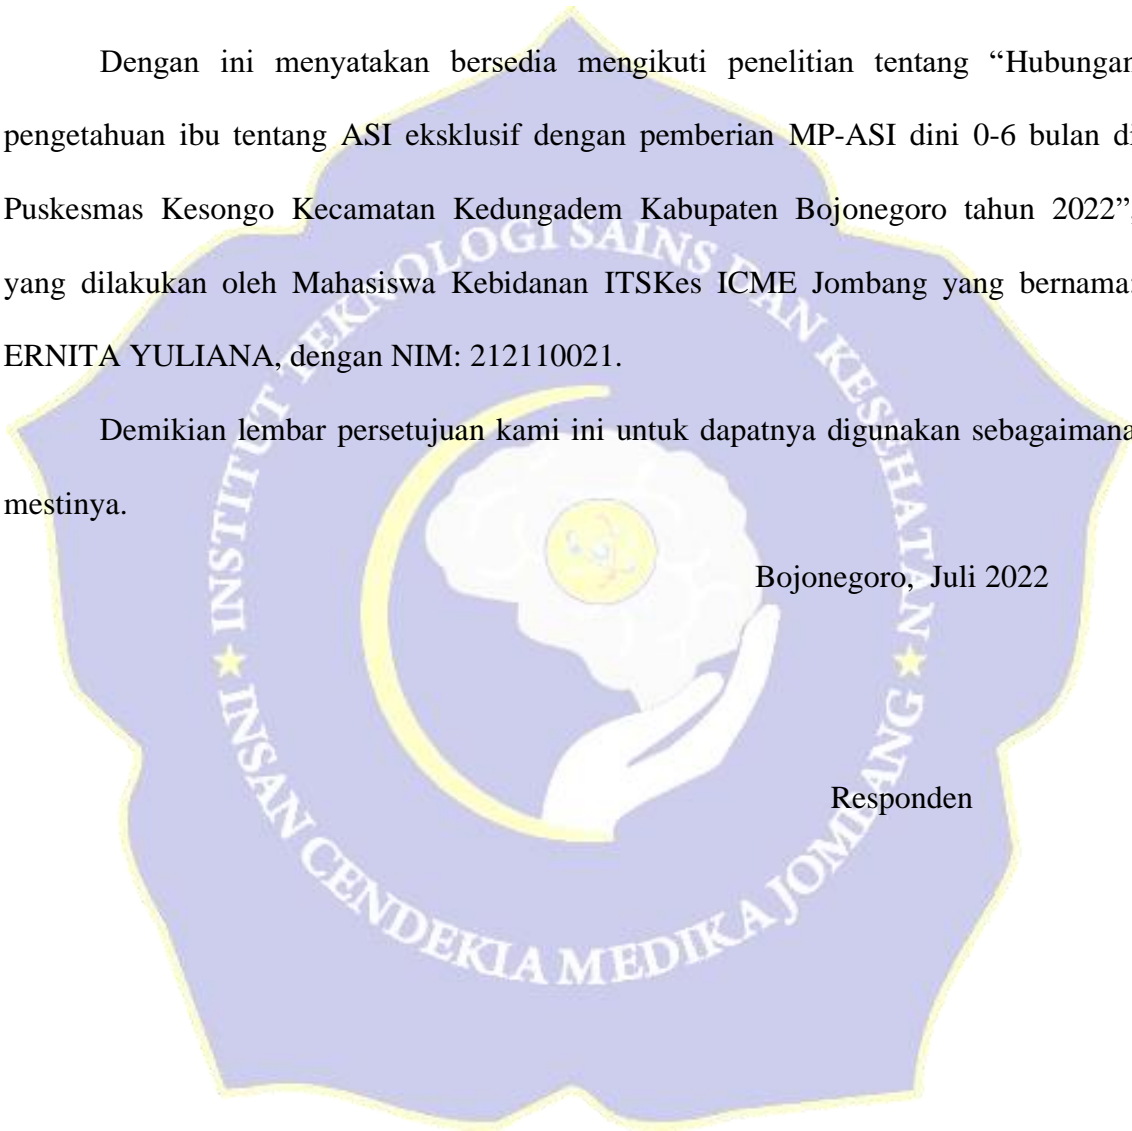 Dengan ini menyatakan bersedia mengikuti penelitian tentang “Hubungan
pengetahuan ibu tentang ASI eksklusif dengan pemberian MP-ASI dini 0-6 bulan di
Puskesmas Kesongo Kecamatan Kedungadem Kabupaten Bojonegoro tahun 2022”,
yang dilakukan oleh Mahasiswa Kebidanan ITSKes ICME Jombang yang bernama:
ERNITA YULIANA, dengan NIM: 212110021.
Demikian lembar persetujuan kami ini untuk dapatnya digunakan sebagaimana
mestinya.
Bojonegoro, Juli 2022
Responden
INSTITUT TEKNOLOGI SAINS DAN KESEHATAN
INSAN CENDEKIA MEDIKA JOMBANG